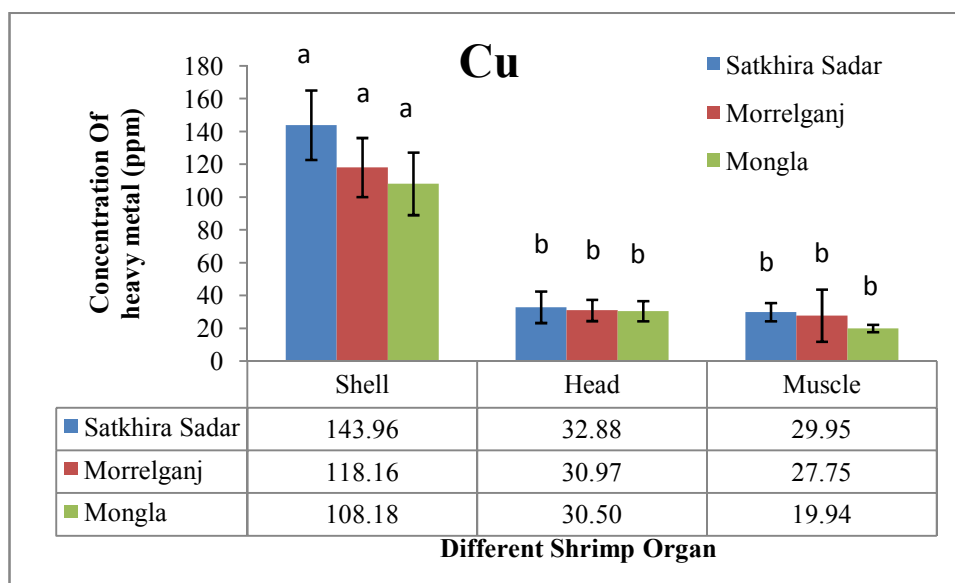 Cu
Satkhira Sadar
Morrelganj
Mongla
Concentration Of
heavy metal (ppm)
180
160
140
120
100
80
60
40
20
0
a a a b b b b b b
Shell Head Muscle
Satkhira Sadar 143.96 32.88 29.95
Morrelganj 118.16 30.97 27.75
Mongla 108.18 30.50 19.94
Different Shrimp Organ